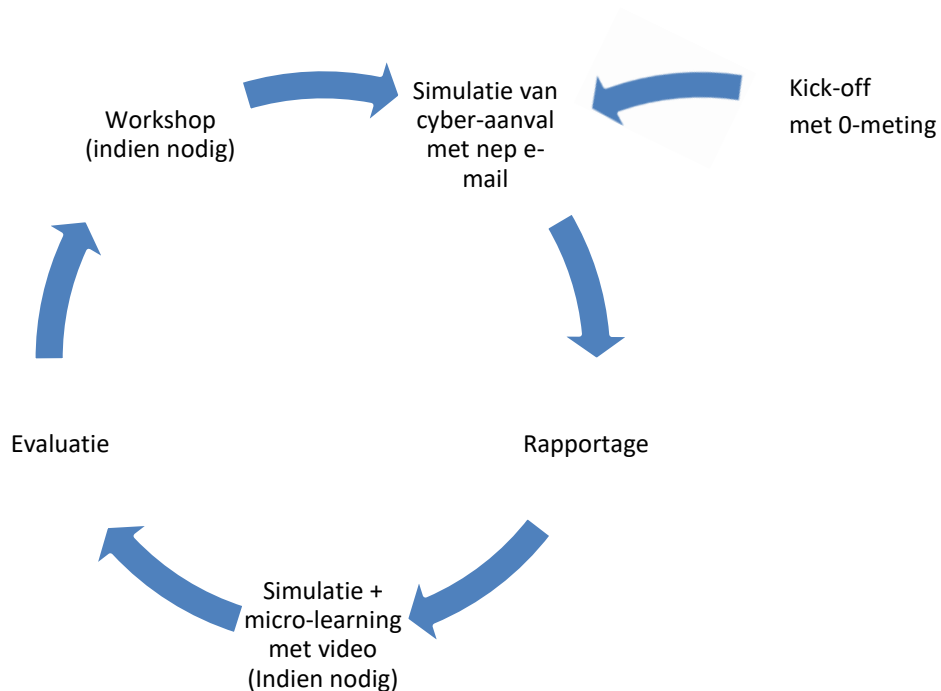 Simulatie van
cyber-aanval
met nep e-
mail
Kick-off
met 0-meting
Workshop
(indien nodig)
Evaluatie
Rapportage
Simulatie +
micro-learning
met video
(Indien nodig)